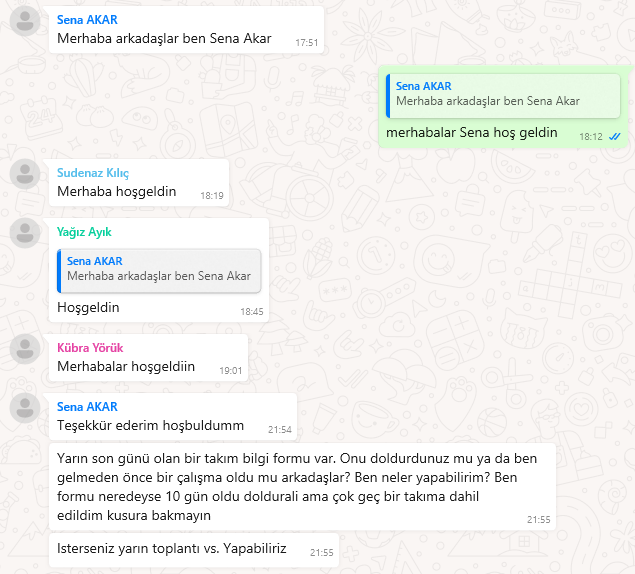 Sena AKAR
Merhaba arkadaşlar ben Sena Akar
17:51
Sena AKAR
Merhaba arkadaşlar ben Sena Akar
merhabalar Sena hoş geldin
18:12
Sudenaz Kılıç
Merhaba hoşgeldin
18:19
Yağız Ayık
Sena AKAR
Merhaba arkadaşlar ben Sena Akar
Hoşgeldin
18:45
Kübra Yörük
Merhabalar hoşgeldiin
19:01
Sena AKAR
Teşekkür ederim hoşbuldumm
21:54
Yarın son günü olan bir takım bilgi formu var. Onu doldurdunuz mu ya da ben
gelmeden önce bir çalışma oldu mu arkadaşlar? Ben neler yapabilirim? Ben
formu neredeyse 10 gün oldu doldurali ama çok geç bir takıma dahil
edildim kusura bakmayın
21:55
Isterseniz yarın toplantı vs. Yapabiliriz
21:55